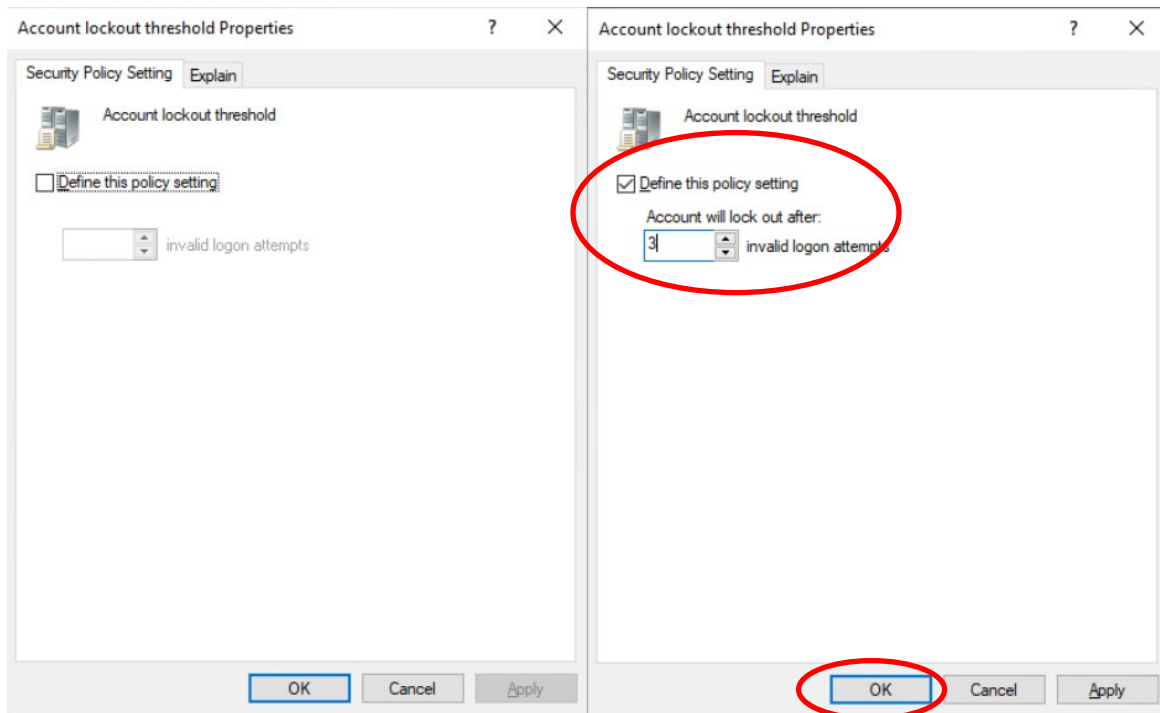 Account lockout threshold Properties ? ×
Security Policy Setting Explain
Account lockout threshold
Define this policy setting
invalid logon attempts
OK Cancel Apply
Account lockout threshold Properties ? ×
Security Policy Setting Explain
Account lockout threshold
Define this policy setting
Account will lock out after:
3 invalid logon attempts
OK Cancel Apply